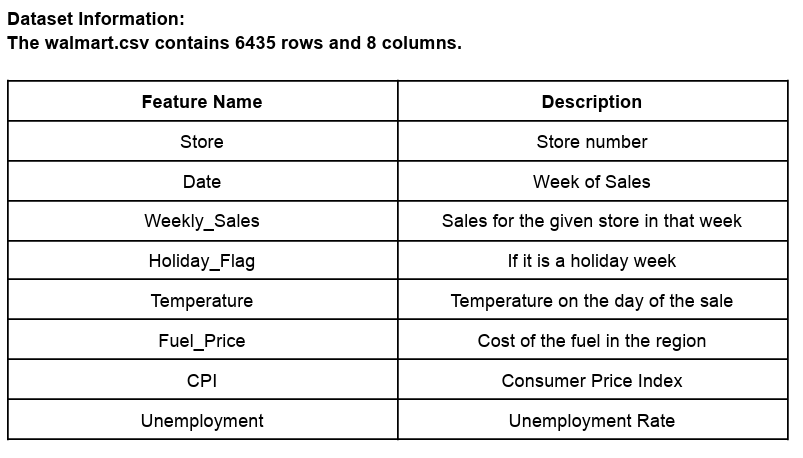 Dataset Information:
The walmart.csv contains 6435 rows and 8 columns.
Feature Name Description
Store Store number
Date Week of Sales
Weekly_Sales Sales for the given store in that week
Holiday_Flag If it is a holiday week
Temperature Temperature on the day of the sale
Fuel_Price Cost of the fuel in the region
CPI Consumer Price Index
Unemployment Unemployment Rate